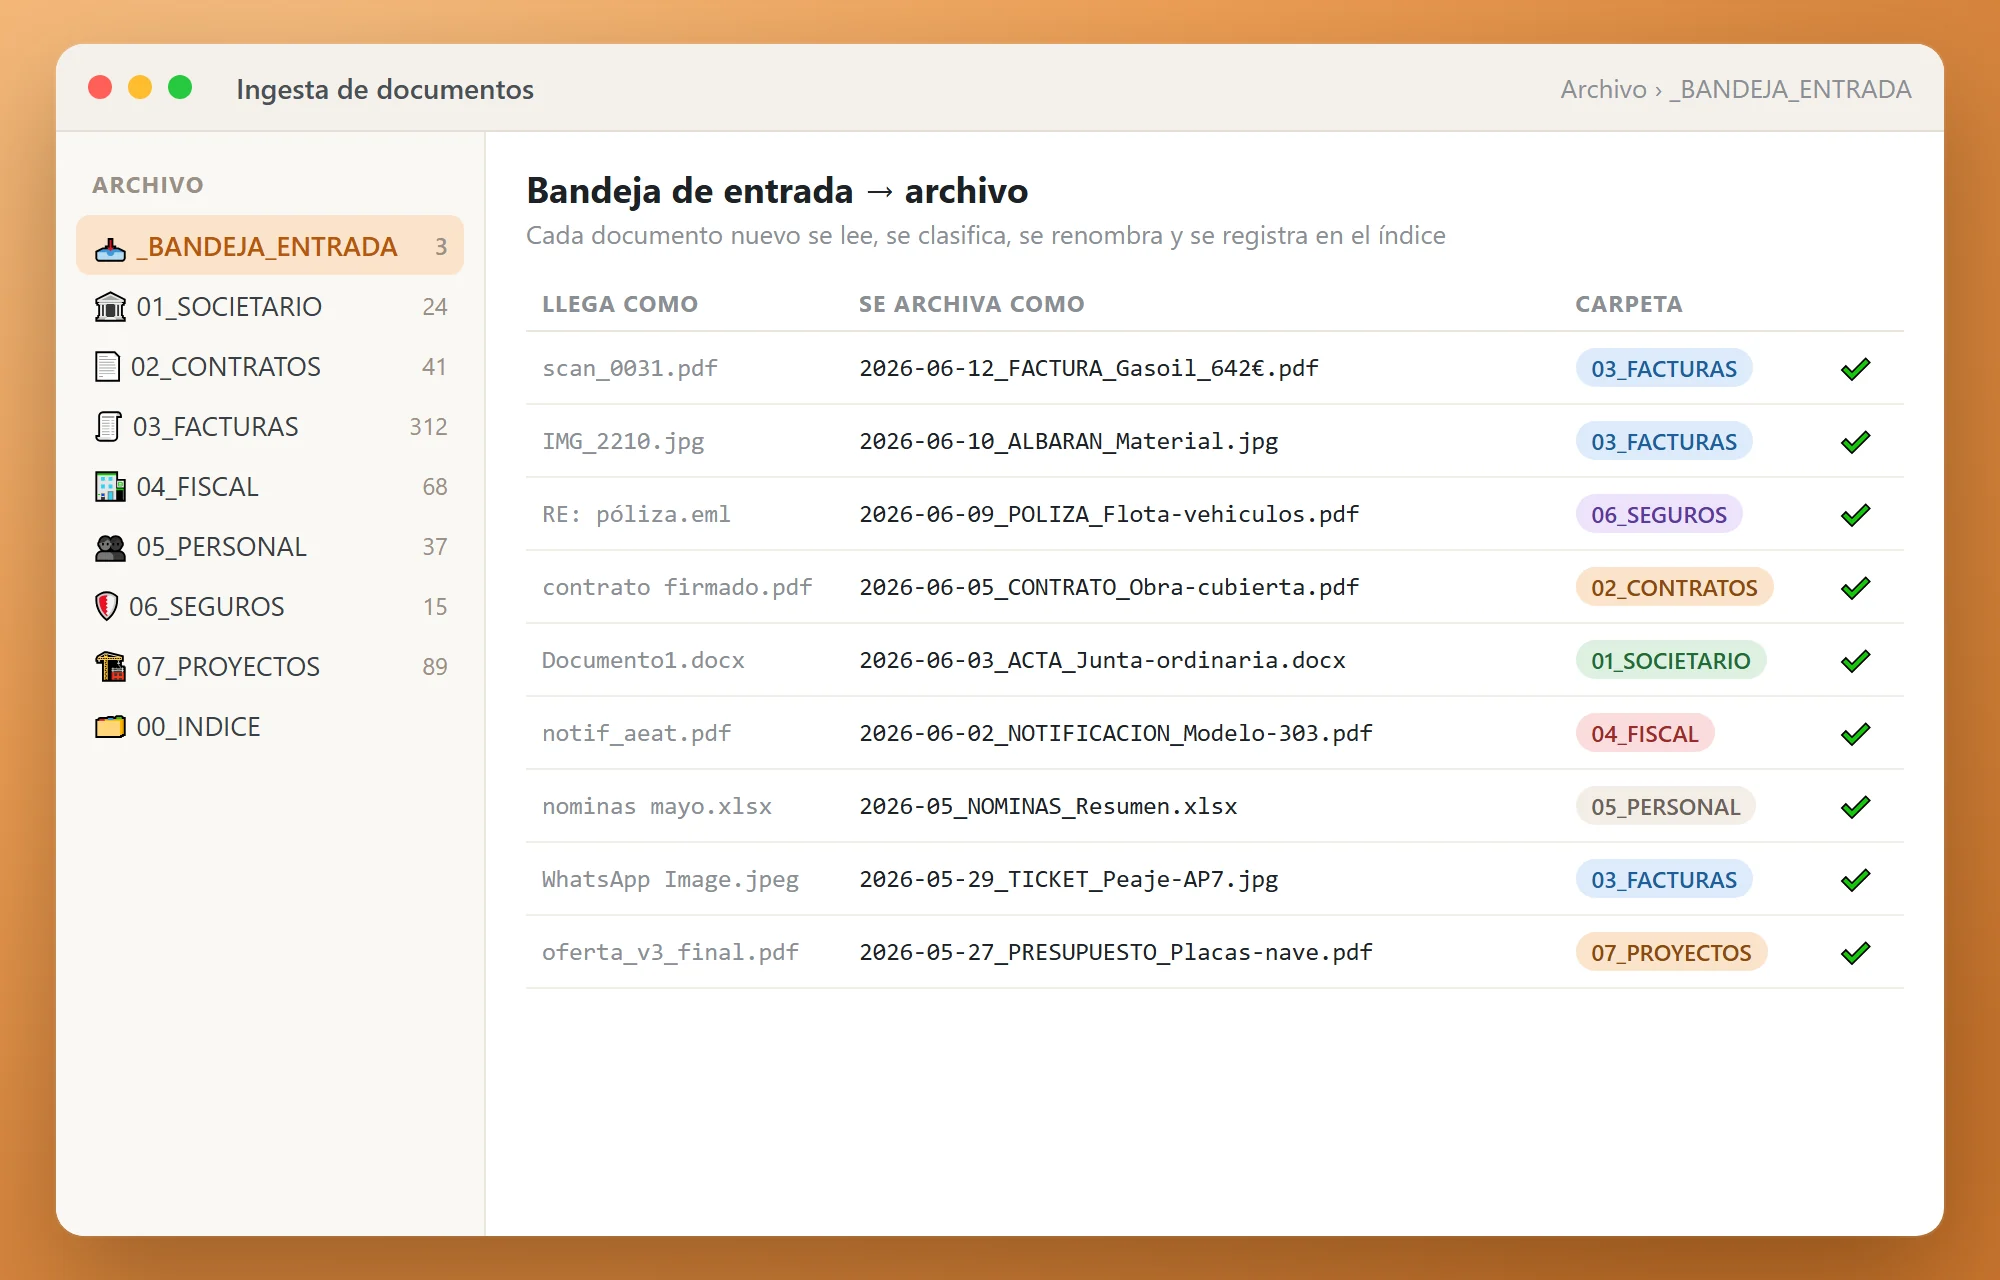 Ingesta de documentos
Archivo › _BANDEJA_ENTRADA
ARCHIVO
_BANDEJA_ENTRADA 3
01_SOCIETARIO 24
02_CONTRATOS 41
03_FACTURAS 312
04_FISCAL 68
05_PERSONAL 37
06_SEGUROS 15
07_PROYECTOS 89
00_INDICE
Bandeja de entrada → archivo
Cada documento nuevo se lee, se clasifica, se renombra y se registra en el índice
LLEGA COMO SE ARCHIVA COMO CARPETA
scan_0031.pdf 2026-06-12_FACTURA_Gasoil_642€.pdf 03_FACTURAS
IMG_2210.jpg 2026-06-10_ALBARAN_Material.jpg 03_FACTURAS
RE: póliza.eml 2026-06-09_POLIZA_Flota-vehiculos.pdf 06_SEGUROS
contrato firmado.pdf 2026-06-05_CONTRATO_Obra-cubierta.pdf 02_CONTRATOS
Documento1.docx 2026-06-03_ACTA_Junta-ordinaria.docx 01_SOCIETARIO
notif_aeat.pdf 2026-06-02_NOTIFICACION_Modelo-303.pdf 04_FISCAL
nominas mayo.xlsx 2026-05_NOMINAS_Resumen.xlsx 05_PERSONAL
WhatsApp Image.jpeg 2026-05-29_TICKET_Peaje-AP7.jpg 03_FACTURAS
oferta_v3_final.pdf 2026-05-27_PRESUPUESTO_Placas-nave.pdf 07_PROYECTOS